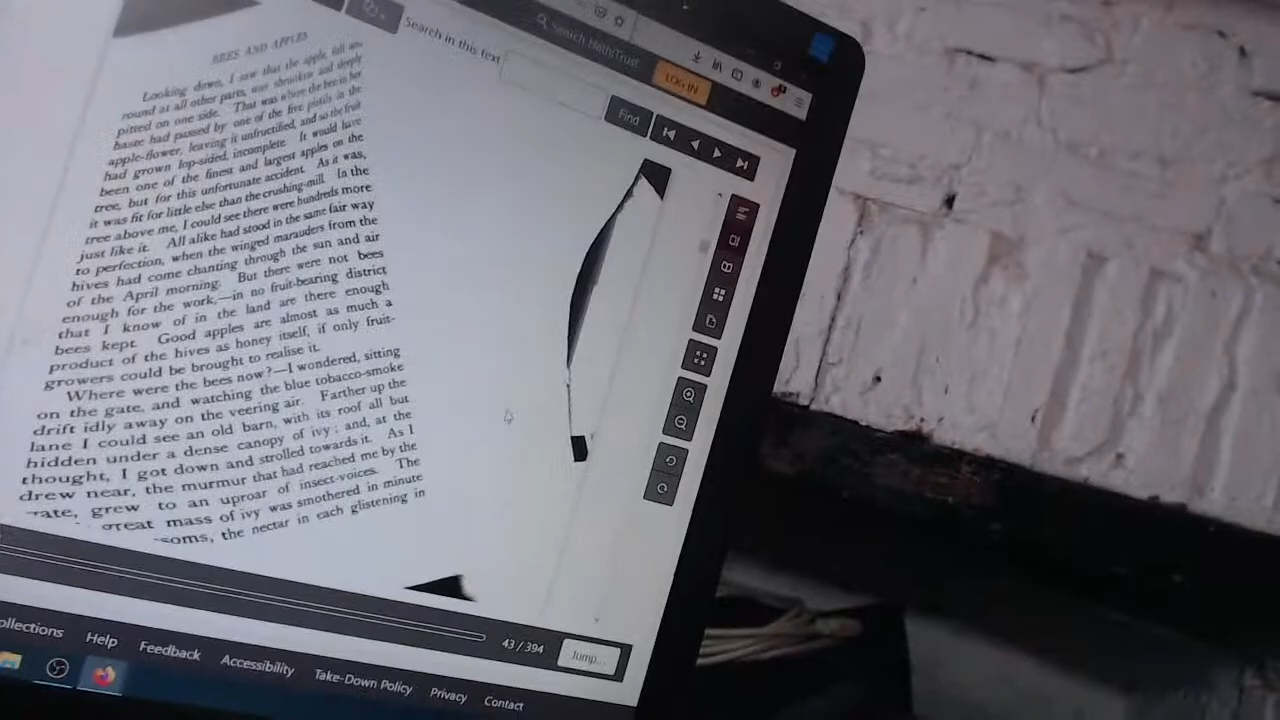 Search HathiTrust
LOG IN
Search in this text
Find
BEES AND APPLES
Looking down, I saw that the apple, full and
round at all other parts, was shrunken and deeply
pitted on one side. That was where the bee in her
haste had passed by one of the five pistils in the
apple-flower, leaving it unfructified, and so the fruit
had grown lop-sided, incomplete. It would have
been one of the finest and largest apples on the
tree, but for this unfortunate accident. As it was,
it was fit for little else than the crushing-mill. In the
tree above me, I could see there were hundreds more
just like it. All alike had stood in the same fair way
to perfection, when the winged marauders from the
hives had come chanting through the sun and air
of the April morning. But there were not bees
enough for the work,—in no fruit-bearing district
that I know of in the land are there enough
bees kept. Good apples are almost as much a
product of the hives as honey itself, if only fruit-
growers could be brought to realise it.
Where were the bees now?—I wondered, sitting
on the gate, and watching the blue tobacco-smoke
drift idly away on the veering air. Farther up the
lane I could see an old barn, with its roof all but
hidden under a dense canopy of ivy; and, at the
thought, I got down and strolled towards it. As I
drew near, the murmur that had reached me by the
rate, grew to an uproar of insect-voices. The
great mass of ivy was smothered in minute
soms, the nectar in each glistening in
43 / 394
Jump...
ollections Help Feedback Accessibility Take-Down Policy Privacy Contact